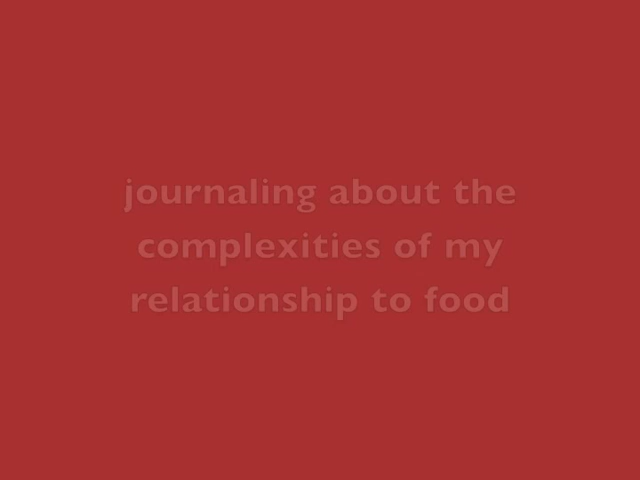 journaling about the
complexities of my
relationship to food